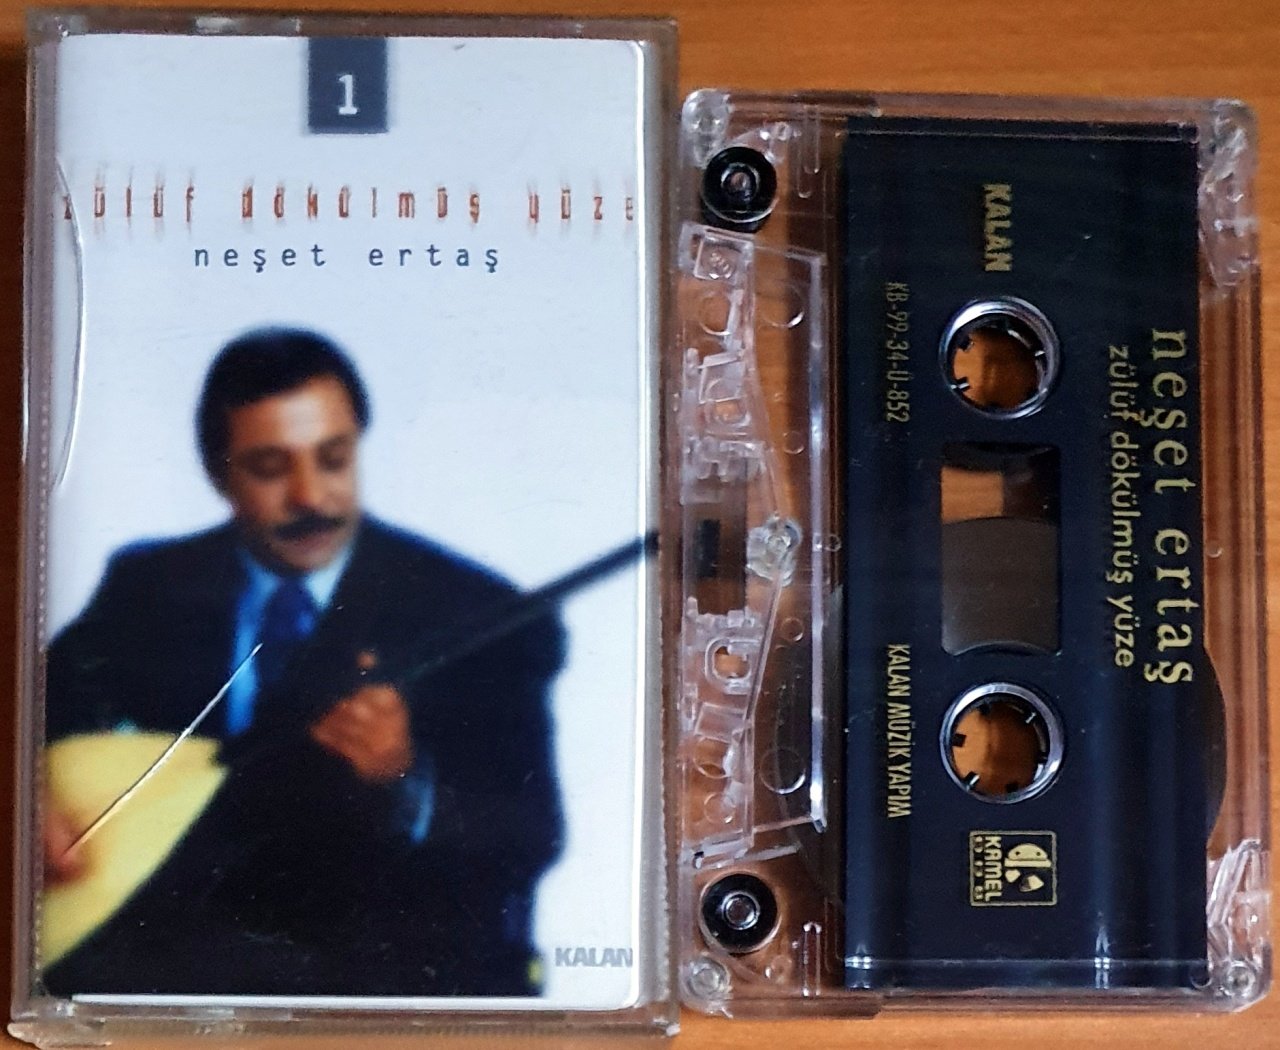 1
zülüf dökülmüş yüze
neşet ertaş
KALAN
neşet ertaş
zülüf dökülmüş yüze
KALAN
KB-99-34-Ü-852
KALAN MÜZİK YAPIM
KAMEL